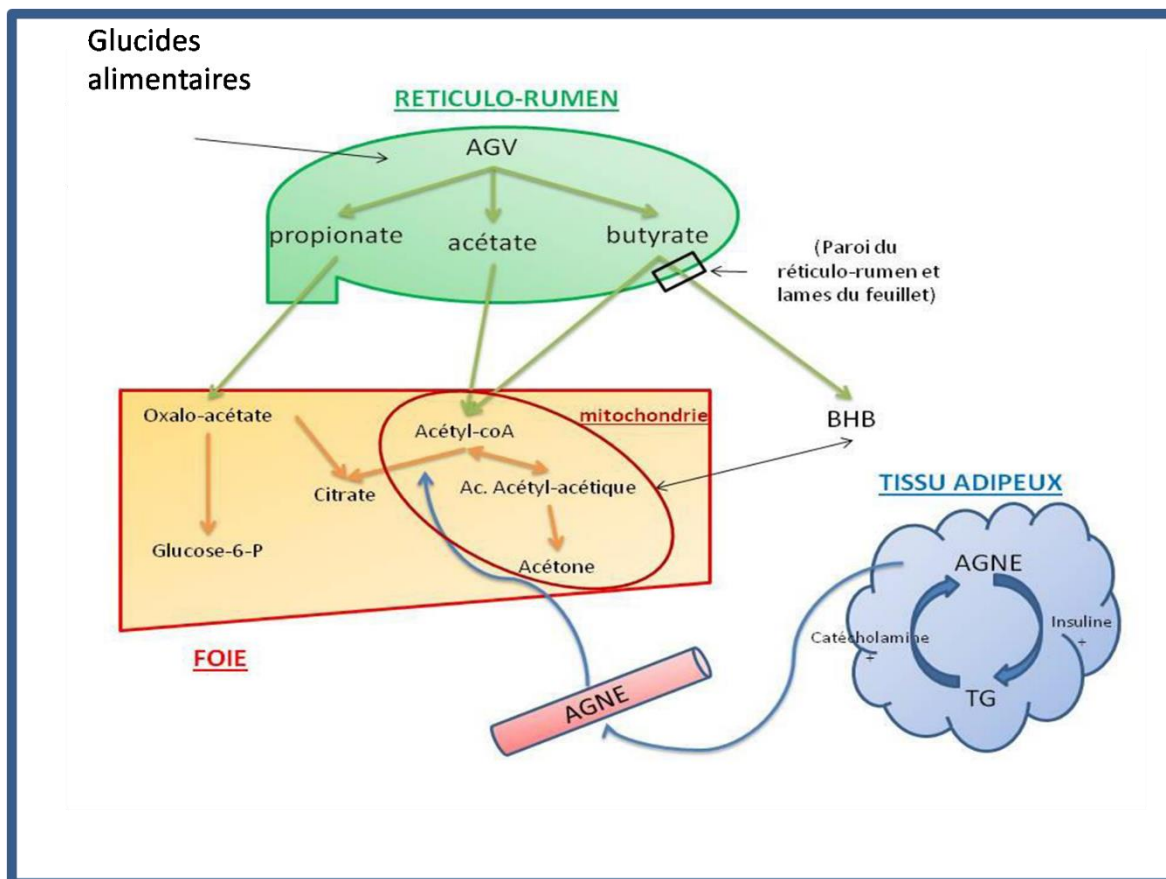 Glucides
alimentaires
RETICULO-RUMEN
AGV
propionate
acétate
butyrate
(Paroi du
réticulo-rumen et
lames du feuillet)
Oxalo-acétate
mitochondrie
Acétyl-coA
BHB
Citrate
Ac. Acétyl-acétique
TISSU ADIPEUX
Glucose-6-P
Acétone
AGNE
Catécholamine
+
Insuline
+
TG
FOIE
AGNE